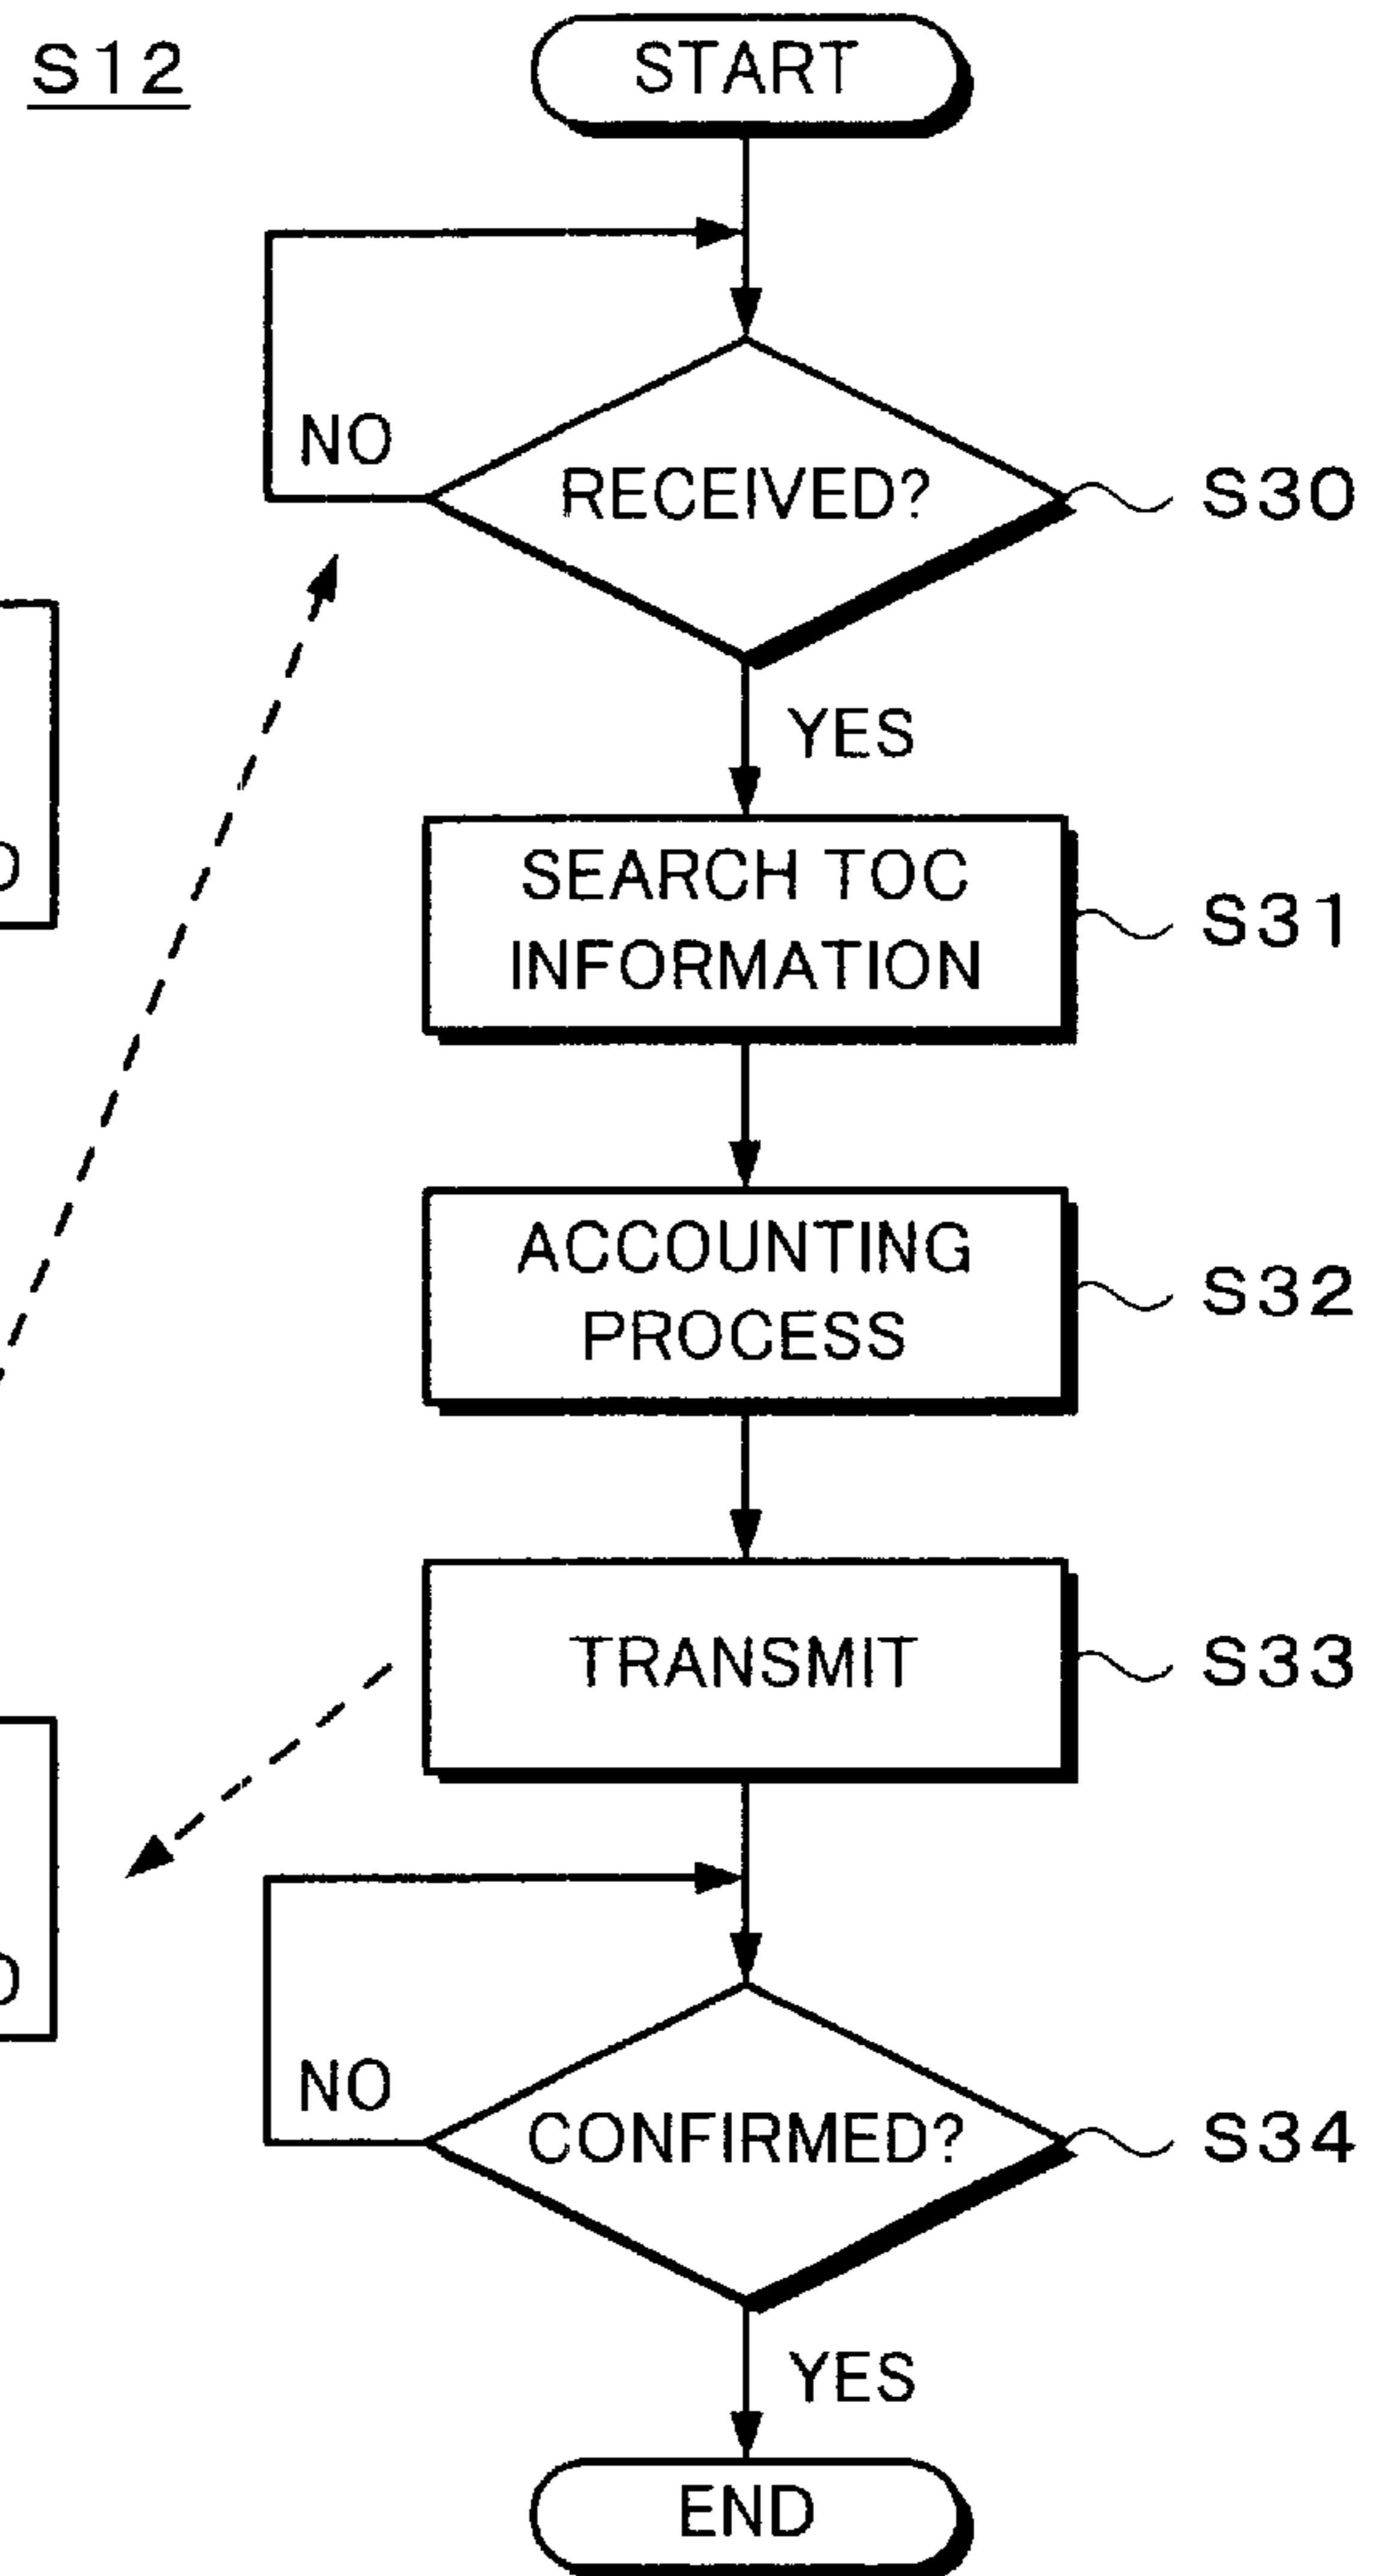 S12
START
NO
RECEIVED?
S30
YES
SEARCH TOC
INFORMATION
S31
ACCOUNTING
PROCESS
S32
TRANSMIT
S33
NO
CONFIRMED?
S34
YES
END